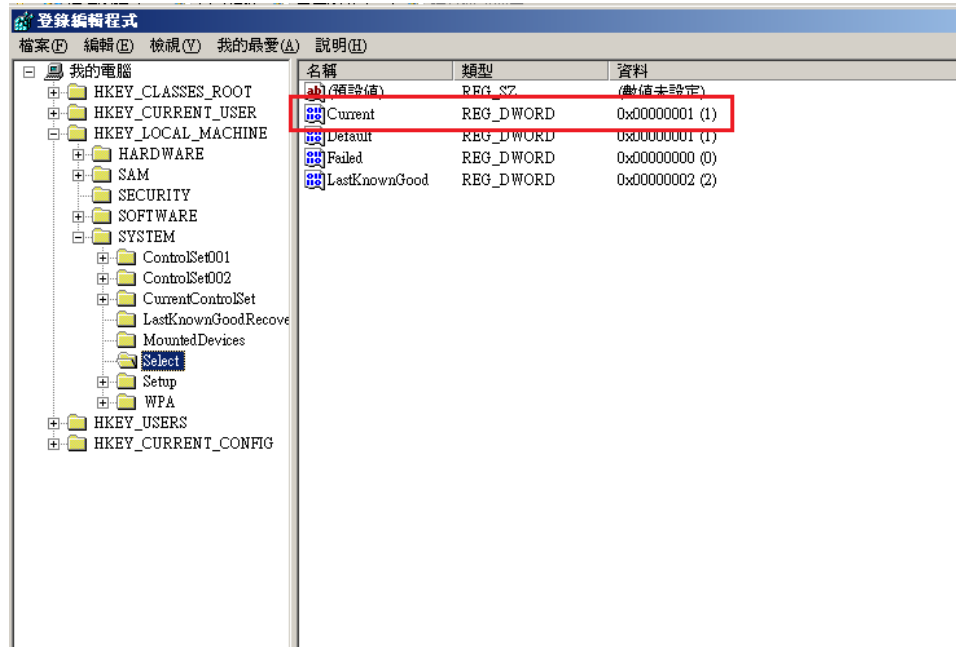 登錄編輯程式
檔案(F) 編輯(E) 檢視(V) 我的最愛(A) 說明(H)
我的電腦
HKEY_CLASSES_ROOT
HKEY_CURRENT_USER
HKEY_LOCAL_MACHINE
HARDWARE
SAM
SECURITY
SOFTWARE
SYSTEM
ControlSet001
ControlSet002
CurrentControlSet
LastKnownGoodRecove
MountedDevices
Select
Setup
WPA
HKEY_USERS
HKEY_CURRENT_CONFIG
名稱 類型 資料
(預設值) REG_SZ (數值未設定)
Current REG_DWORD 0x00000001 (1)
Default REG_DWORD 0x00000001 (1)
Failed REG_DWORD 0x00000000 (0)
LastKnownGood REG_DWORD 0x00000002 (2)